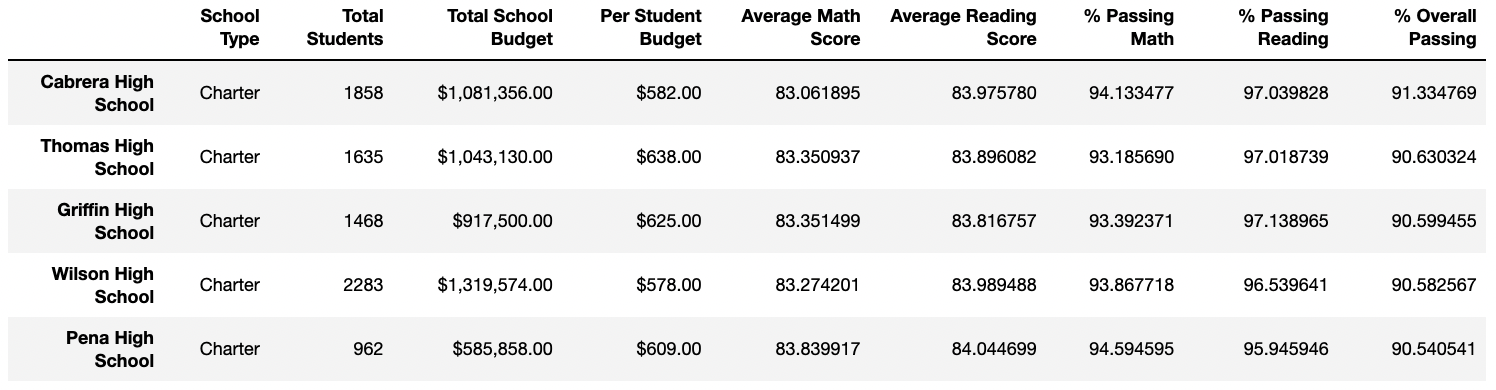 School Type Total Students Total School Budget Per Student Budget Average Math Score Average Reading Score % Passing Math % Passing Reading % Overall Passing
Cabrera High School Charter 1858 $1,081,356.00 $582.00 83.061895 83.975780 94.133477 97.039828 91.334769
Thomas High School Charter 1635 $1,043,130.00 $638.00 83.350937 83.896082 93.185690 97.018739 90.630324
Griffin High School Charter 1468 $917,500.00 $625.00 83.351499 83.816757 93.392371 97.138965 90.599455
Wilson High School Charter 2283 $1,319,574.00 $578.00 83.274201 83.989488 93.867718 96.539641 90.582567
Pena High School Charter 962 $585,858.00 $609.00 83.839917 84.044699 94.594595 95.945946 90.540541